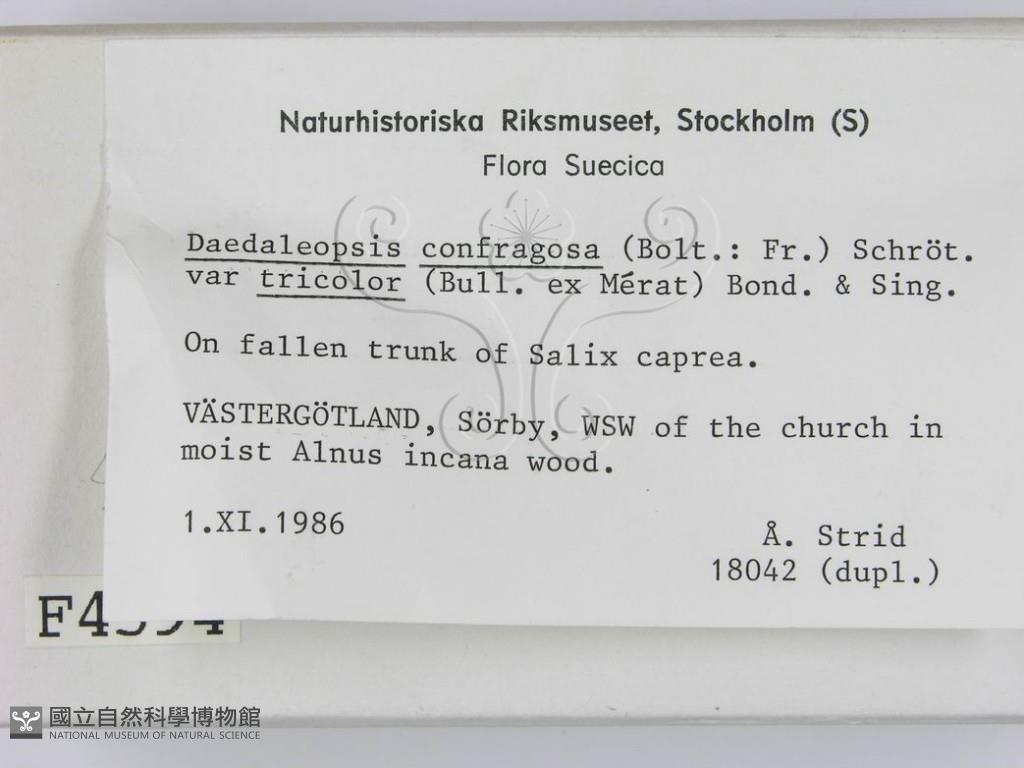 Naturhistoriska Riksmuseet, Stockholm (S)
Flora Suecica
Daedaleopsis confragosa (Bolt.: Fr.) Schröt.
var tricolor (Bull. ex Mérat) Bond. & Sing.
On fallen trunk of Salix caprea.
VÄSTERGÖTLAND, Sörby, WSW of the church in
moist Alnus incana wood.
1.XI.1986
Å. Strid
18042 (dupl.)
國立自然科學博物館
NATIONAL MUSEUM OF NATURAL SCIENCE